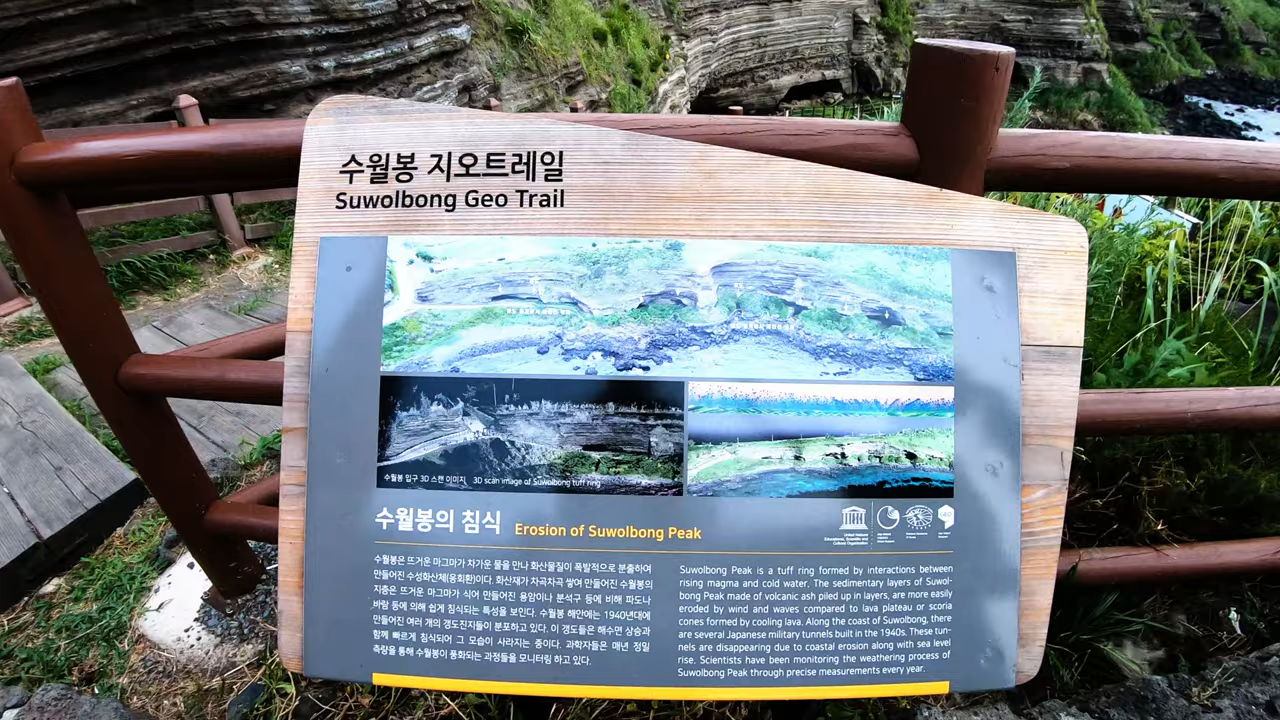 수월봉 지오트레일
Suwolbong Geo Trail
수월봉 입구 3D 스캔 이미지 3D scan image of Suwolbong tuff ring
수월봉의 침식 Erosion of Suwolbong Peak
United Nations
Educational, Scientific and
Cultural Organization
수월봉은 뜨거운 마그마가 차가운 물을 만나 화산물질이 폭발적으로 분출하여
만들어진 수성화산체(응회환)이다. 화산재가 차곡차곡 쌓여 만들어진 수월봉의
지층은 뜨거운 마그마가 식어 만들어진 용암이나 분석구 등에 비해 파도나
바람 등에 의해 쉽게 침식되는 특성을 보인다. 수월봉 해안에는 1940년대에
만들어진 여러 개의 갱도진지들이 분포하고 있다. 이 갱도들은 해수면 상승과
함께 빠르게 침식되어 그 모습이 사라지는 중이다. 과학자들은 매년 정밀
측량을 통해 수월봉이 풍화되는 과정들을 모니터링 하고 있다.
Suwolbong Peak is a tuff ring formed by interactions between
rising magma and cold water. The sedimentary layers of Suwol-
bong Peak made of volcanic ash piled up in layers, are more easily
eroded by wind and waves compared to lava plateau or scoria
cones formed by cooling lava. Along the coast of Suwolbong, there
are several Japanese military tunnels built in the 1940s. These tun-
nels are disappearing due to coastal erosion along with sea level
rise. Scientists have been monitoring the weathering process of
Suwolbong Peak through precise measurements every year.